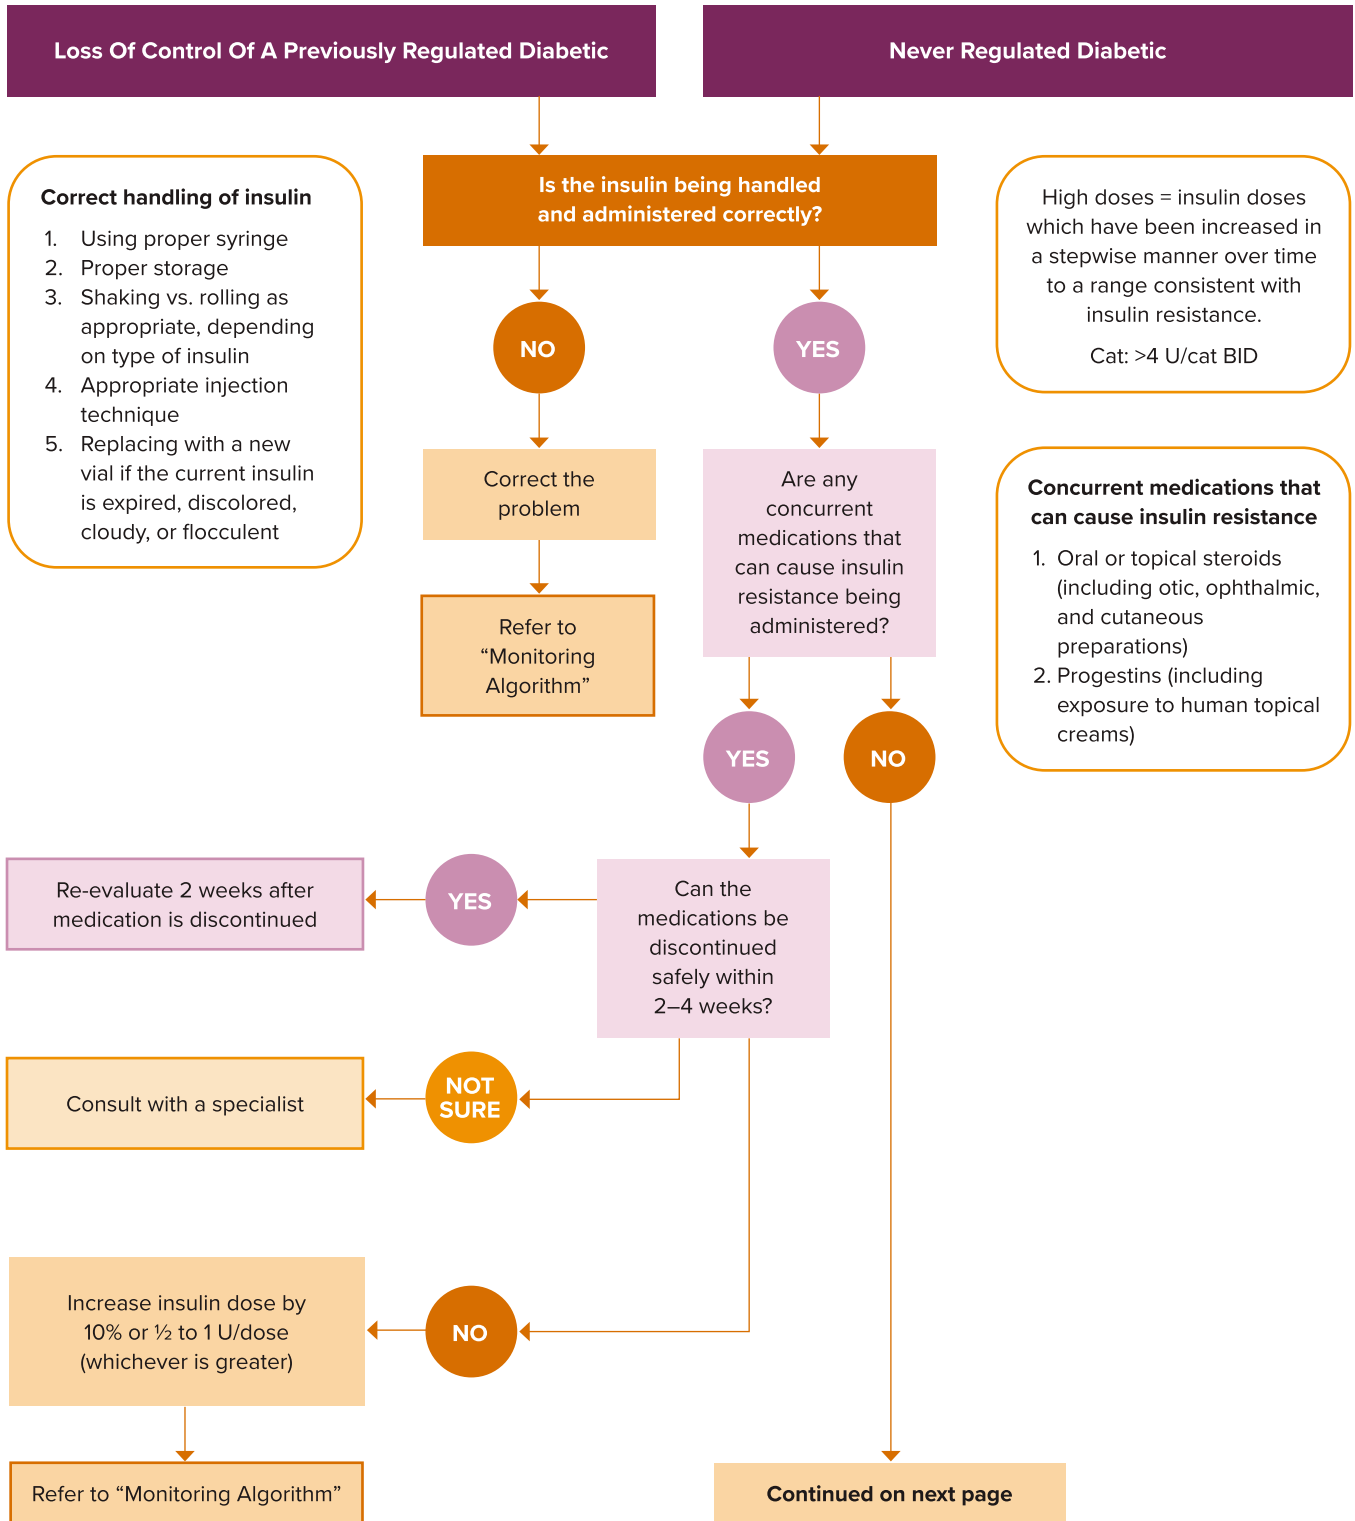 Loss Of Control Of A Previously Regulated Diabetic
Never Regulated Diabetic
Correct handling of insulin
1. Using proper syringe
2. Proper storage
3. Shaking vs. rolling as
appropriate, depending
on type of insulin
4. Appropriate injection
technique
5. Replacing with a new
vial if the current insulin
is expired, discolored,
cloudy, or flocculent
Is the insulin being handled
and administered correctly?
High doses = insulin doses
which have been increased in
a stepwise manner over time
to a range consistent with
insulin resistance.
Cat: >4 U/cat BID
NO
YES
Correct the
problem
Refer to
“Monitoring
Algorithm”
Are any
concurrent
medications that
can cause insulin
resistance being
administered?
Concurrent medications that
can cause insulin resistance
1. Oral or topical steroids
(including otic, ophthalmic,
and cutaneous
preparations)
2. Progestins (including
exposure to human topical
creams)
YES
NO
Can the
medications be
discontinued
safely within
2–4 weeks?
YES
Re-evaluate 2 weeks after
medication is discontinued
NOT
SURE
Consult with a specialist
NO
Increase insulin dose by
10% or ½ to 1 U/dose
(whichever is greater)
Refer to “Monitoring Algorithm”
Continued on next page